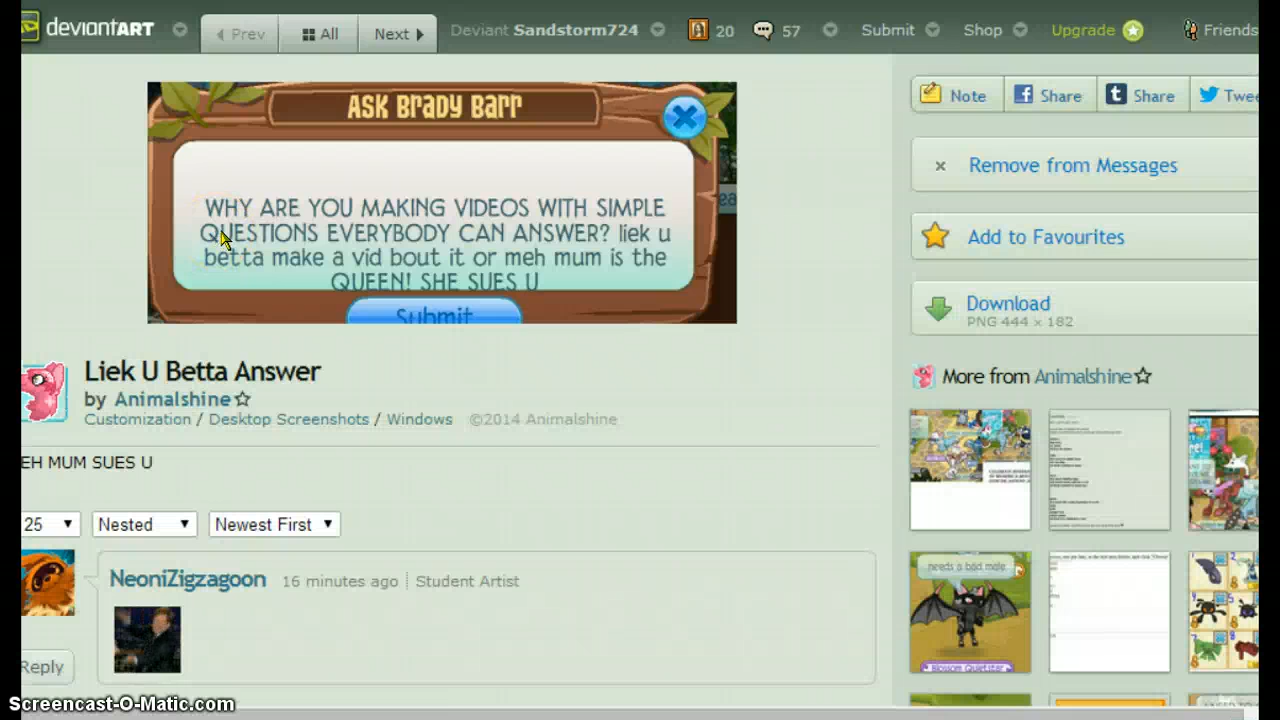 deviantART Prev All Next Deviant Sandstorm724 20 57 Submit Shop Upgrade Friends
Ask Brady Barr
WHY ARE YOU MAKING VIDEOS WITH SIMPLE
QUESTIONS EVERYBODY CAN ANSWER? liek u
betta make a vid bout it or meh mum is the
QUEEN! SHE SUES U
Submit
Note Share Share Twee
Remove from Messages
Add to Favourites
Download
PNG 444 × 182
Liek U Betta Answer
by Animalshine
Customization / Desktop Screenshots / Windows ©2014 Animalshine
More from Animalshine
EH MUM SUES U
25 Nested Newest First
NeoniZigzagoon 16 minutes ago Student Artist
needs a bad male
Reply
Screencast-O-Matic.com